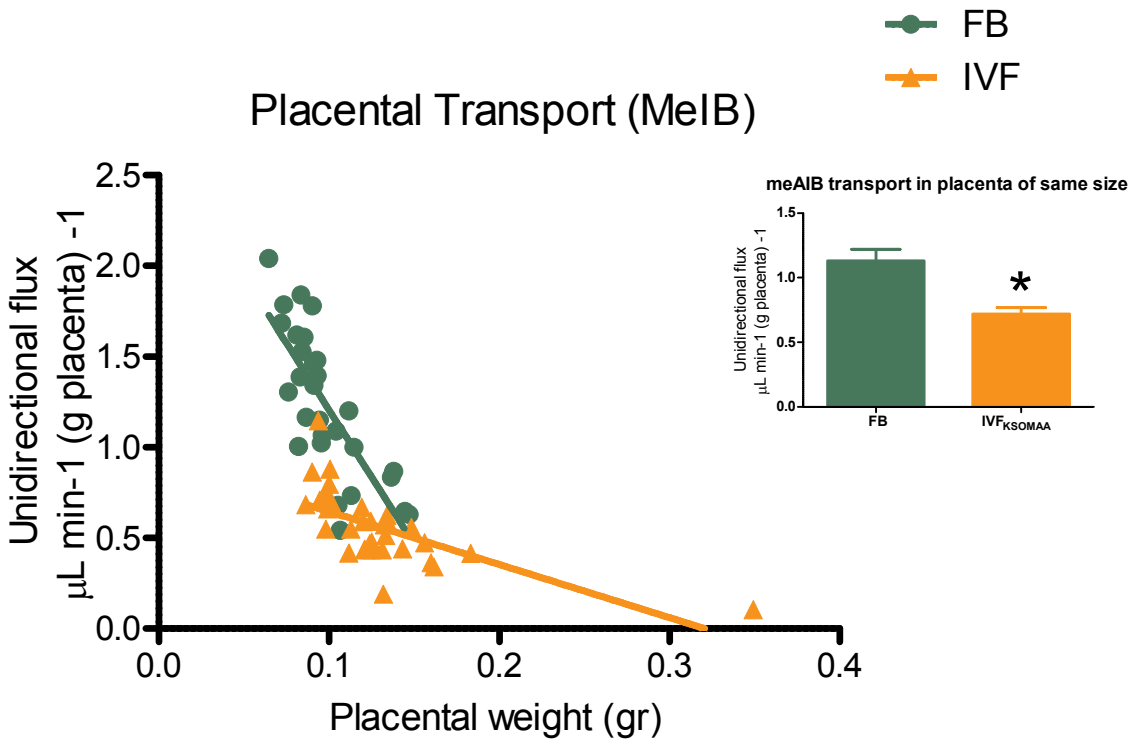 FB
IVF
Placental Transport (MeIB)
Unidirectional flux
μL min-1 (g placenta) -1
2.5
2.0
1.5
1.0
0.5
0.0
0.0 0.1 0.2 0.3 0.4
Placental weight (gr)
meAIB transport in placenta of same size
Unidirectional flux
μL min-1 (g placenta) -1
1.5
1.0
0.5
0.0
*
FB IVFKSOMAA